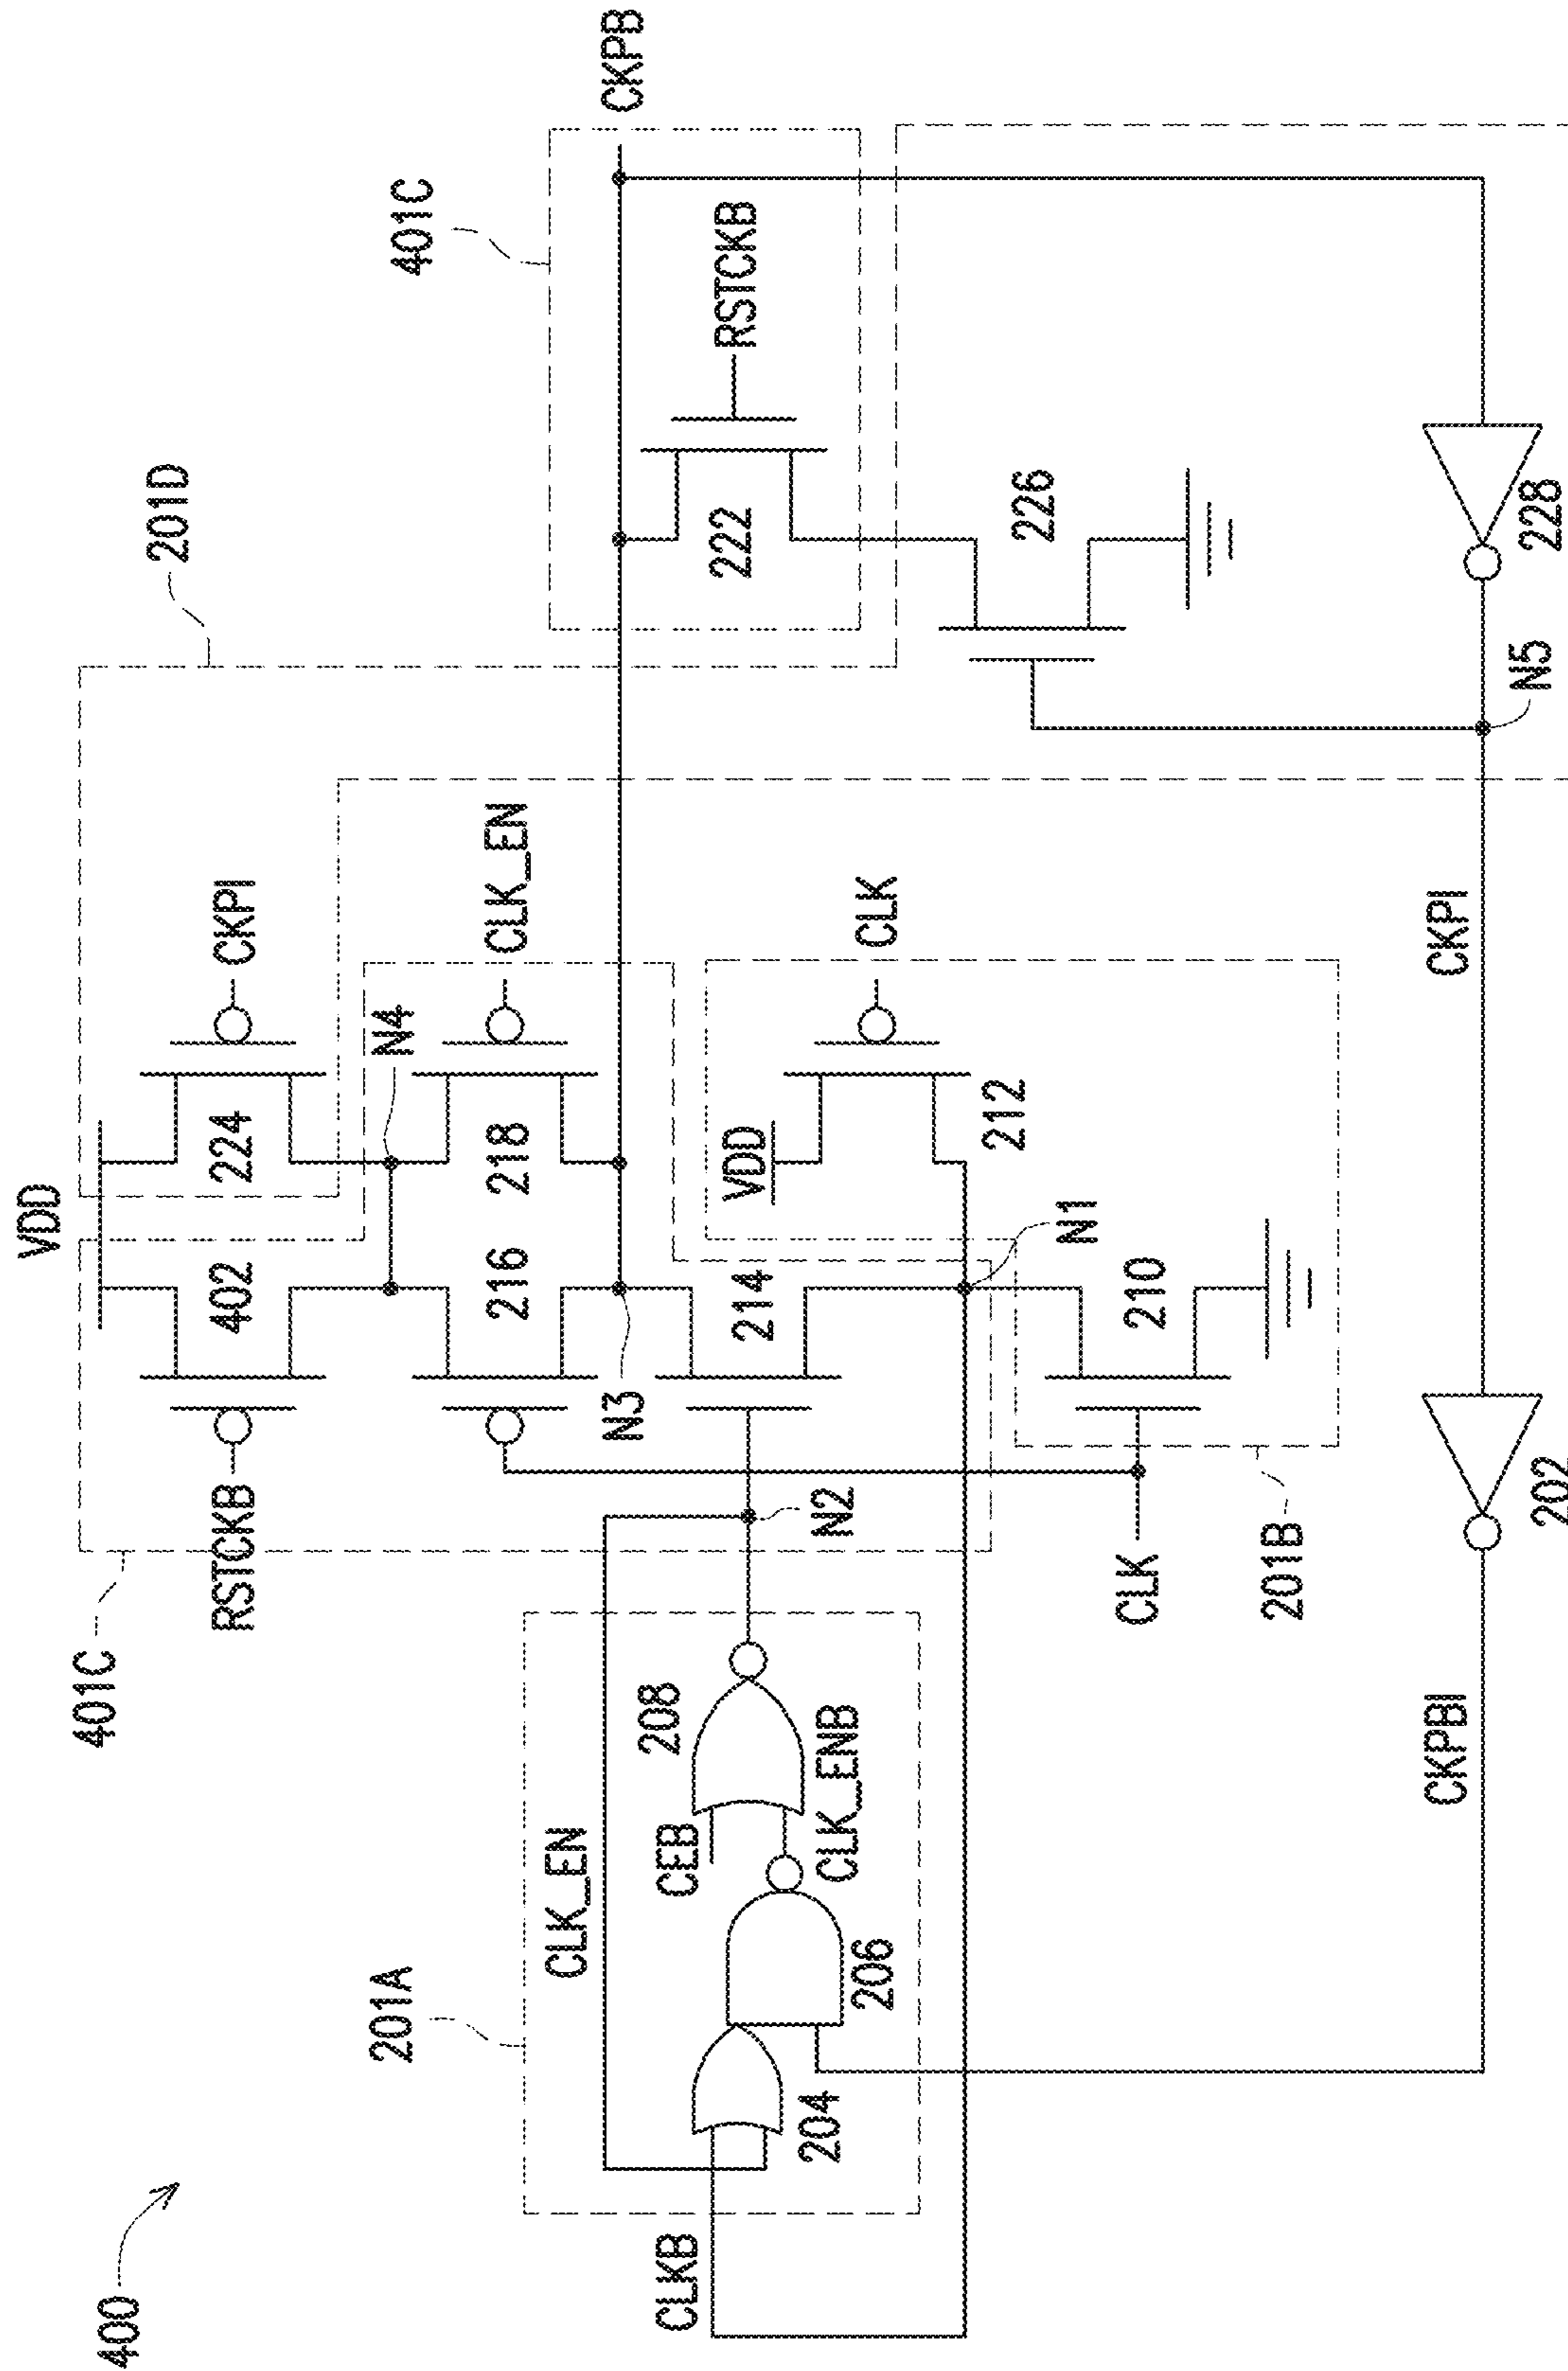 400
VDD
401C
RSTCKB
402
224
CKPI
201D
N4
216
218
CLK_EN
401C
CKPB
N3
222
RSTCKB
201A
CLK_EN
CLKB
204
206
CEB
208
CLK_ENB
N2
214
VDD
CLK
212
N1
CLK
210
201B
226
CKPBI
202
CKPI
N5
228